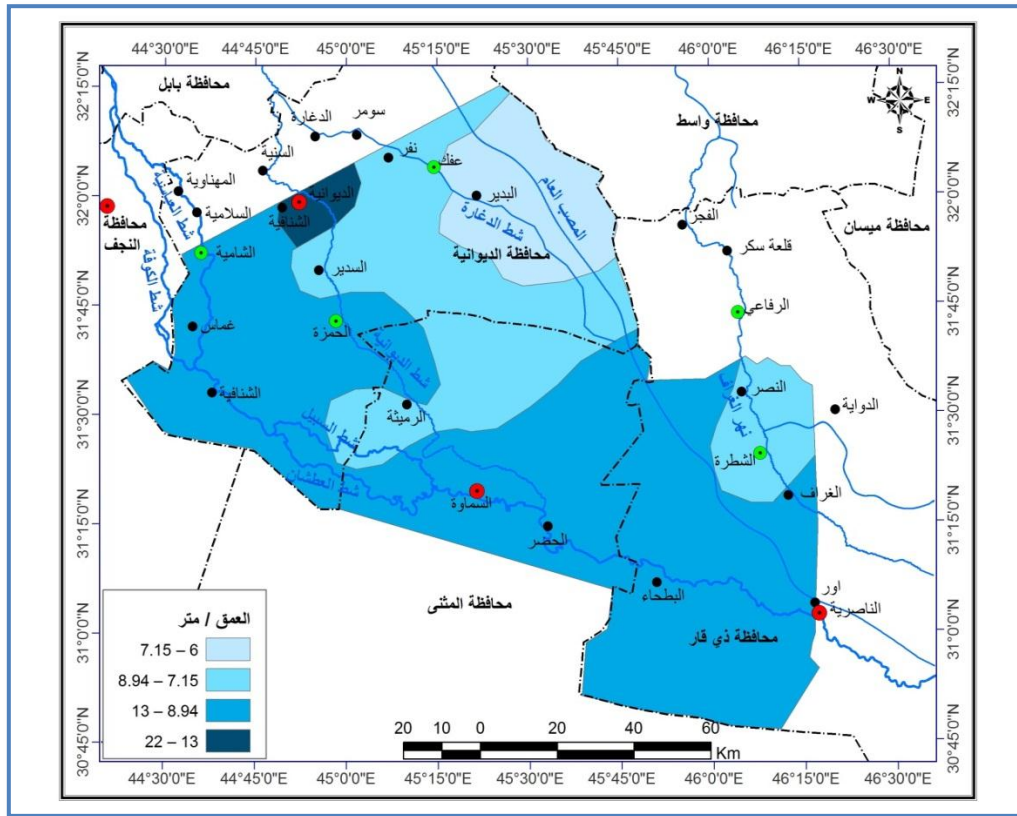 44°30'0"E 44°45'0"E 45°0'0"E 45°15'0"E 45°30'0"E 45°45'0"E 46°0'0"E 46°15'0"E 46°30'0"E
32°15'0"N
32°0'0"N
31°45'0"N
31°30'0"N
31°15'0"N
31°0'0"N
30°45'0"N
32°15'0"N
32°0'0"N
31°45'0"N
31°30'0"N
31°15'0"N
31°0'0"N
30°45'0"N
N
W E
S
محافظة بابل
محافظة واسط
محافظة ميسان
محافظة
النجف
محافظة الديوانية
محافظة المثنى
محافظة ذي قار
سومر
الدغارة
السنية
نفر
عفك
البدير
المهناوية
السلامية
الديوانية
الشنافية
الشامية
السدير
الحمزة
غماس
الشنافية
الرميثة
السماوة
الخضر
البطحاء
اور
الناصرية
الفجر
قلعة سكر
الرفاعي
النصر
الدواية
الشطرة
الغراف
المصب العام
شط الدغارة
شط الكوفة
شط الديوانية
شط السبيل
شط العطشان
نهر الغراف
العمق / متر
7.15 – 6
8.94 – 7.15
13 – 8.94
22 – 13
20 10 0 20 40 60
Km
44°30'0"E 44°45'0"E 45°0'0"E 45°15'0"E 45°30'0"E 45°45'0"E 46°0'0"E 46°15'0"E 46°30'0"E